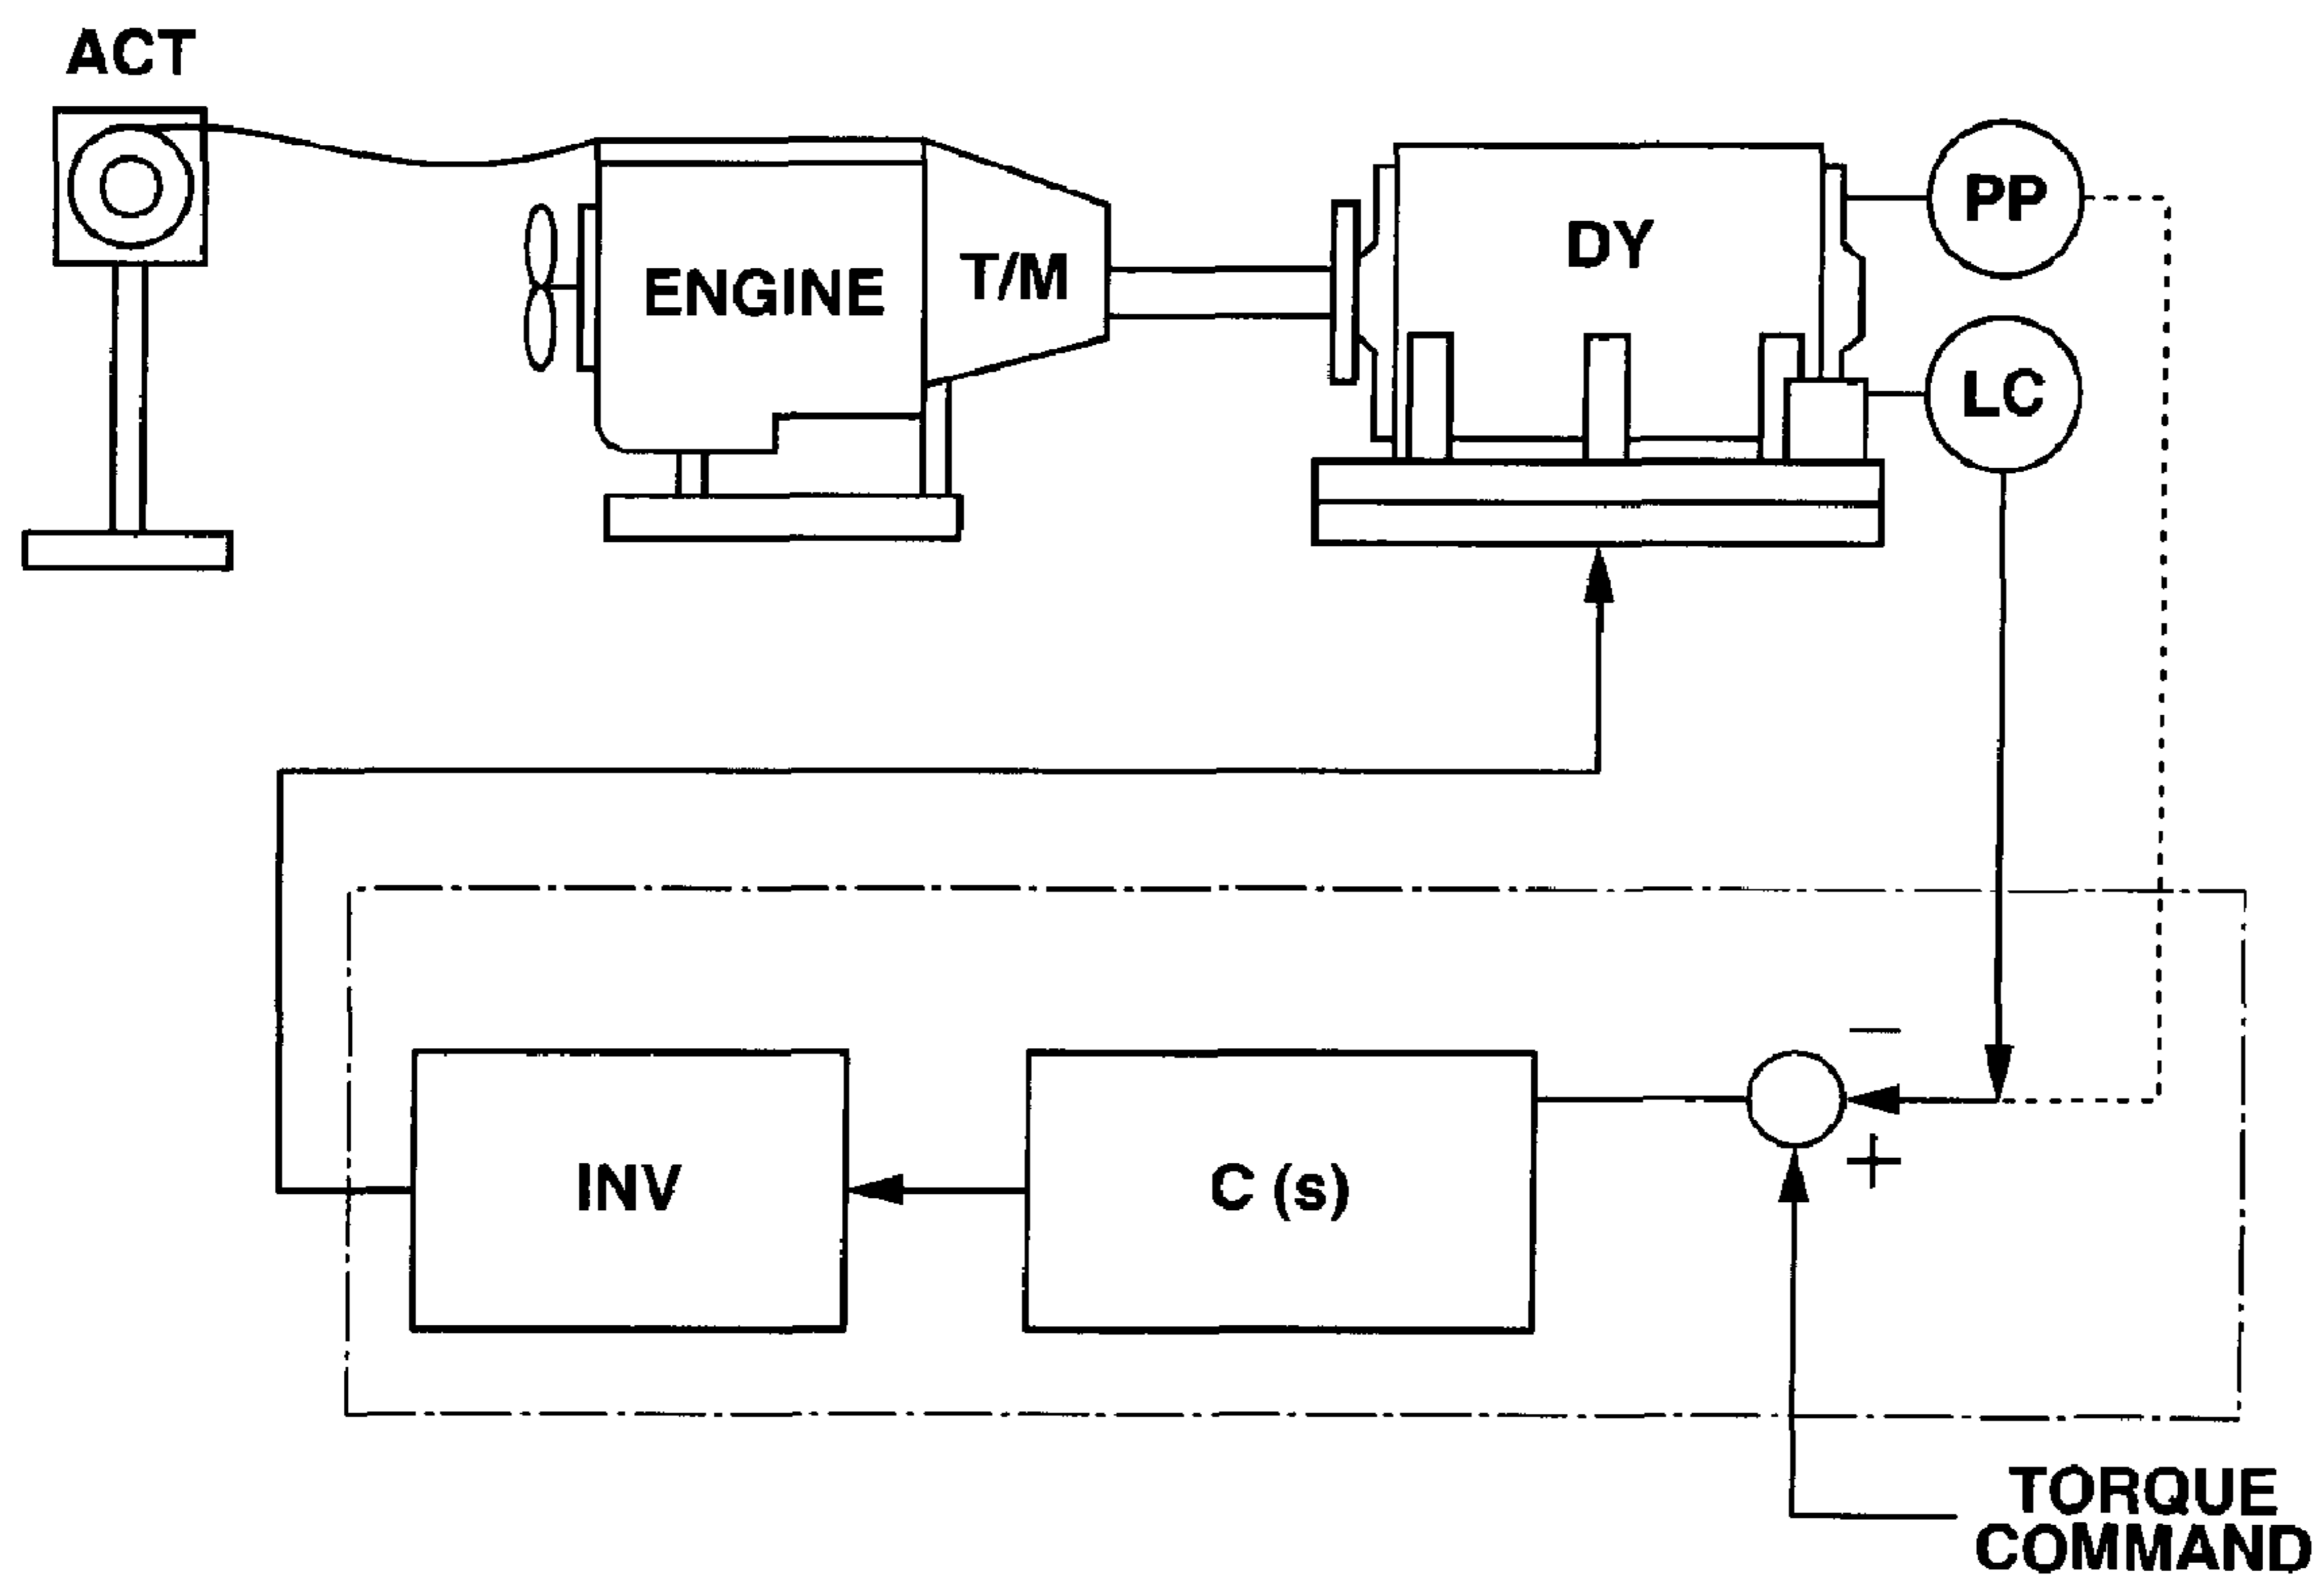 ACT
ENGINE
T/M
DY
PP
LC
INV
C (s)
−
+
TORQUE
COMMAND